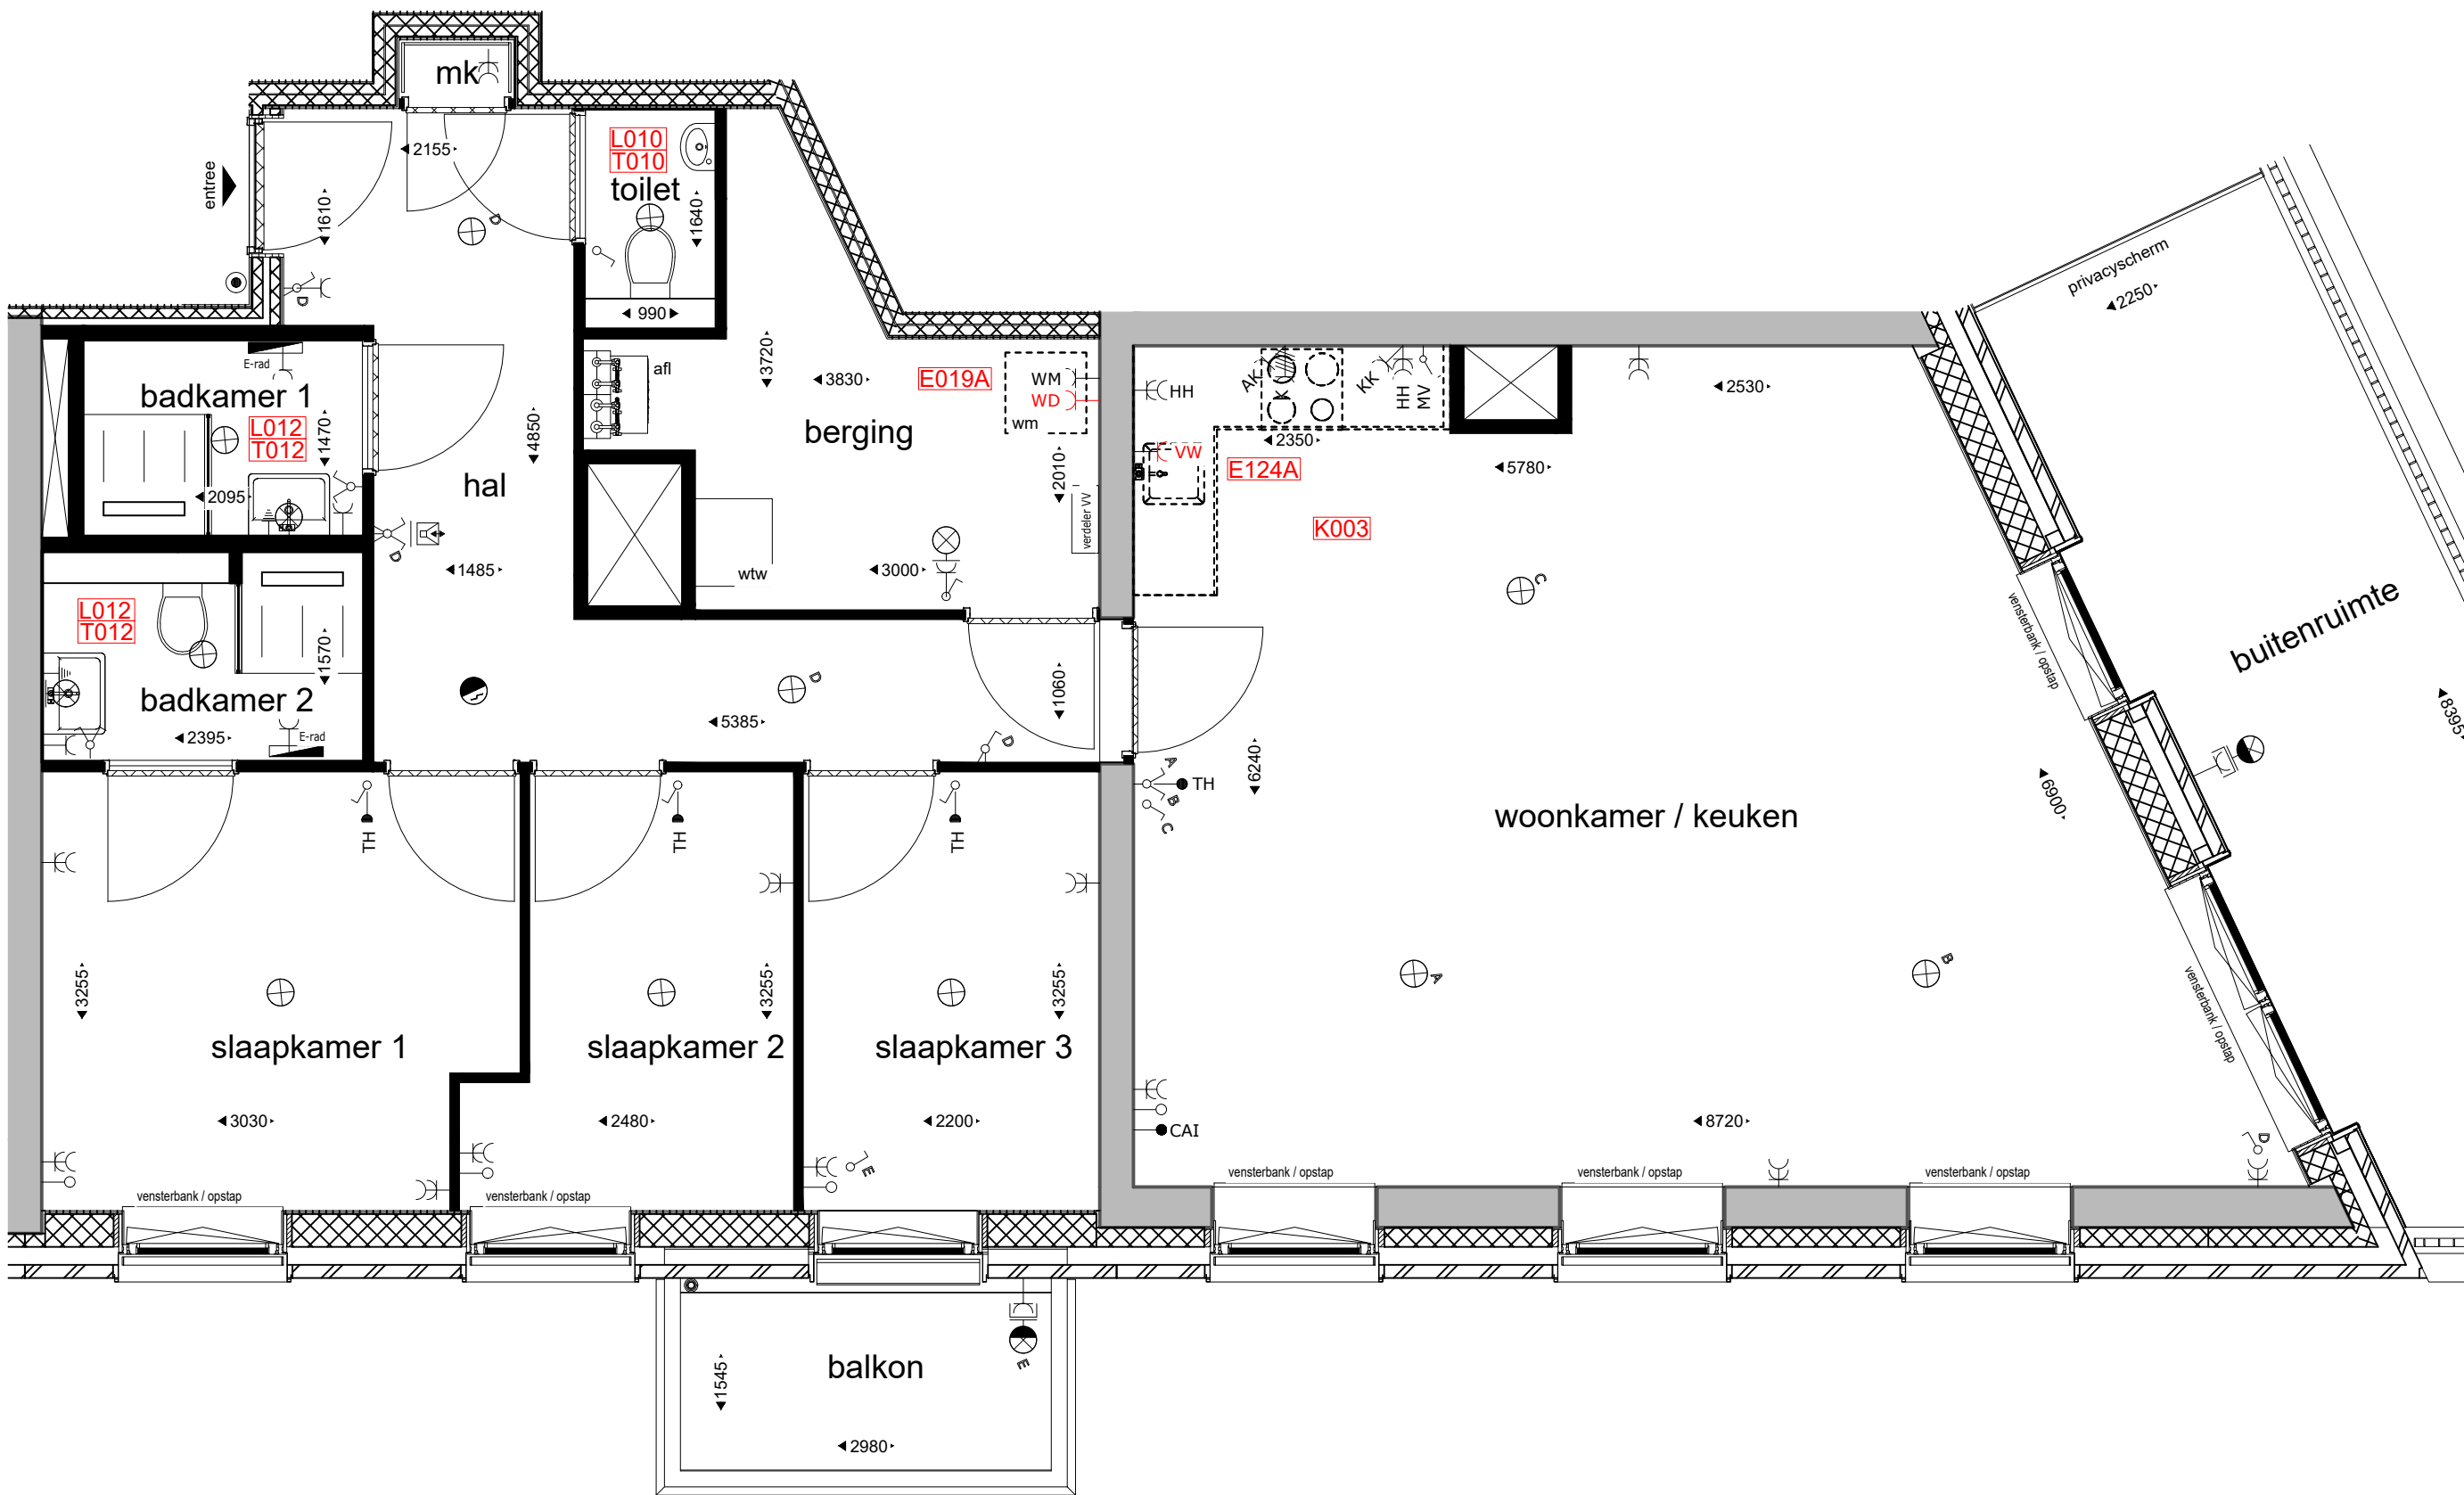 mk
entree
2155
1610
D
D
L010
T010
toilet
1640
990
privacyscherm
2250
E-rad
badkamer 1
L012
T012
1470
2095
hal
4850
D
1485
afl
3720
3830
E019A
WM
WD
wm
berging
2010
verdeler VV
wtw
3000
HH
AK
KK
HH
MV
2350
VW
E124A
K003
2530
5780
C
vensterbank / opstap
buitenruimte
8395
L012
T012
1570
badkamer 2
2395
E-rad
5385
D
1060
D
6240
A
B
C
TH
woonkamer / keuken
6900
TH
TH
TH
3255
3255
3255
A
B
vensterbank / opstap
slaapkamer 1
slaapkamer 2
slaapkamer 3
3030
2480
2200
E
CAI
8720
D
vensterbank / opstap
vensterbank / opstap
vensterbank / opstap
vensterbank / opstap
vensterbank / opstap
balkon
E
1545
2980